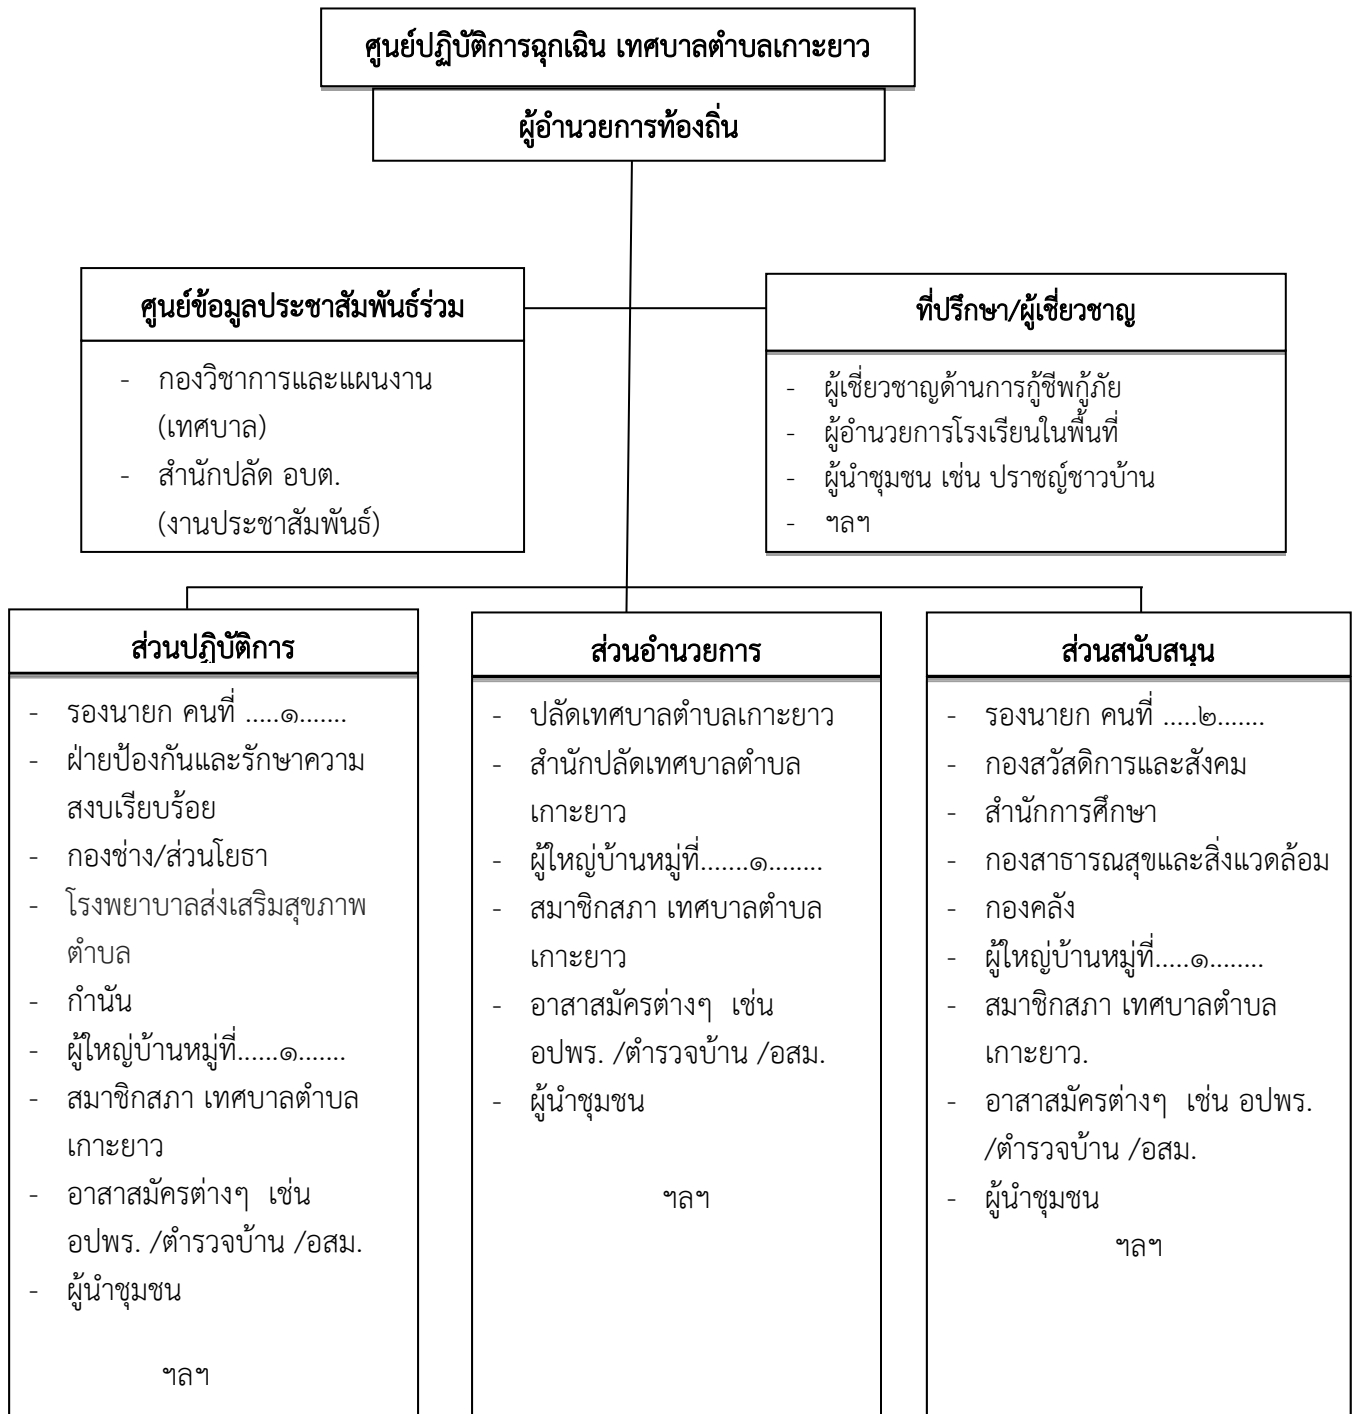 ศูนย์ปฏิบัติการฉุกเฉิน เทศบาลตำบลเกาะยาว
ผู้อำนวยการท้องถิ่น
ศูนย์ข้อมูลประชาสัมพันธ์ร่วม
- กองวิชาการและแผนงาน
(เทศบาล)
- สำนักปลัด อบต.
(งานประชาสัมพันธ์)
ที่ปรึกษา/ผู้เชี่ยวชาญ
- ผู้เชี่ยวชาญด้านการกู้ชีพกู้ภัย
- ผู้อำนวยการโรงเรียนในพื้นที่
- ผู้นำชุมชน เช่น ปราชญ์ชาวบ้าน
- ฯลฯ
ส่วนปฏิบัติการ
- รองนายก คนที่ .....๑.......
- ฝ่ายป้องกันและรักษาความ
สงบเรียบร้อย
- กองช่าง/ส่วนโยธา
- โรงพยาบาลส่งเสริมสุขภาพ
ตำบล
- กำนัน
- ผู้ใหญ่บ้านหมู่ที่......๑.......
- สมาชิกสภา เทศบาลตำบล
เกาะยาว
- อาสาสมัครต่างๆ เช่น
อปพร. /ตำรวจบ้าน /อสม.
- ผู้นำชุมชน
ฯลฯ
ส่วนอำนวยการ
- ปลัดเทศบาลตำบลเกาะยาว
- สำนักปลัดเทศบาลตำบล
เกาะยาว
- ผู้ใหญ่บ้านหมู่ที่.......๑........
- สมาชิกสภา เทศบาลตำบล
เกาะยาว
- อาสาสมัครต่างๆ เช่น
อปพร. /ตำรวจบ้าน /อสม.
- ผู้นำชุมชน
ฯลฯ
ส่วนสนับสนุน
- รองนายก คนที่ .....๒.......
- กองสวัสดิการและสังคม
- สำนักการศึกษา
- กองสาธารณสุขและสิ่งแวดล้อม
- กองคลัง
- ผู้ใหญ่บ้านหมู่ที่.....๑........
- สมาชิกสภา เทศบาลตำบล
เกาะยาว.
- อาสาสมัครต่างๆ เช่น อปพร.
/ตำรวจบ้าน /อสม.
- ผู้นำชุมชน
ฯลฯ